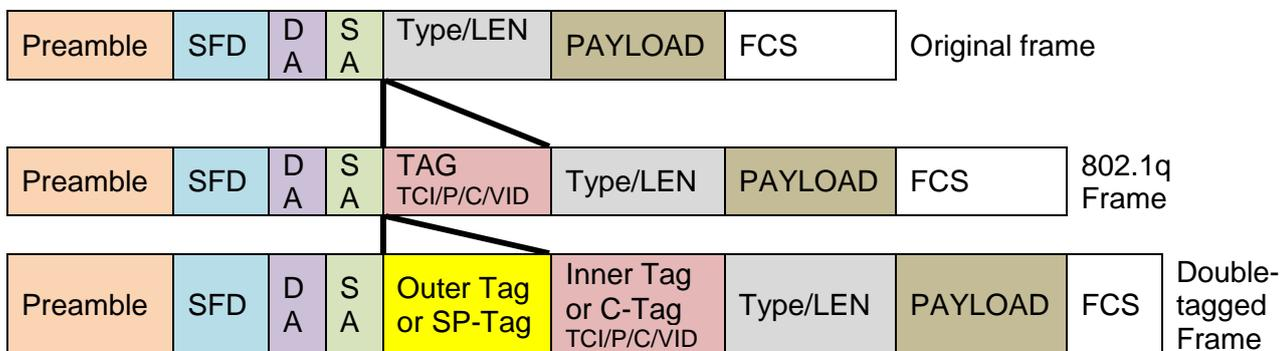 Preamble SFD D A S A Type/LEN PAYLOAD FCS Original frame
Preamble SFD D A S A TAG TCI/P/C/VID Type/LEN PAYLOAD FCS 802.1q Frame
Preamble SFD D A S A Outer Tag or SP-Tag Inner Tag or C-Tag TCI/P/C/VID Type/LEN PAYLOAD FCS Double-tagged Frame